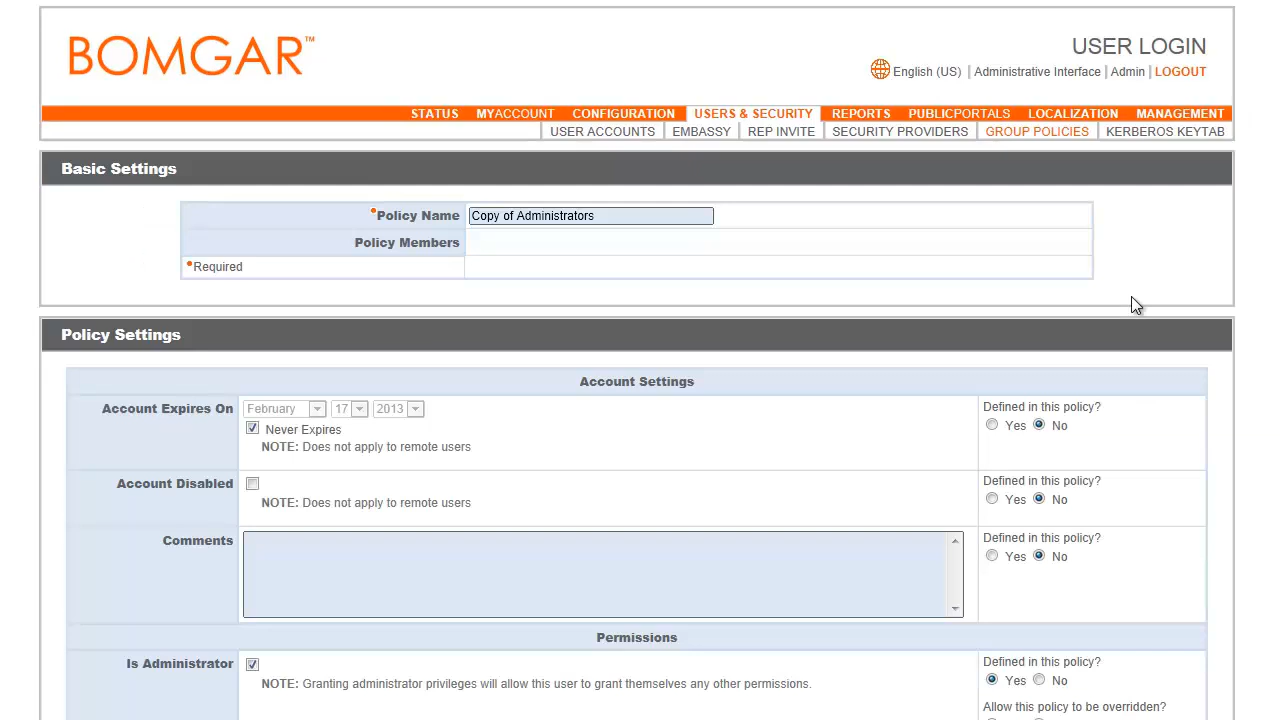 BOMGAR™
USER LOGIN
English (US) | Administrative Interface | Admin | LOGOUT
STATUS MYACCOUNT CONFIGURATION USERS & SECURITY REPORTS PUBLICPORTALS LOCALIZATION MANAGEMENT
USER ACCOUNTS EMBASSY REP INVITE SECURITY PROVIDERS GROUP POLICIES KERBEROS KEYTAB
Basic Settings
Policy Name Copy of Administrators
Policy Members
Required
Policy Settings
Account Settings
Account Expires On February 17 2013 Defined in this policy?
Never Expires Yes No
NOTE: Does not apply to remote users
Account Disabled Defined in this policy?
NOTE: Does not apply to remote users Yes No
Comments Defined in this policy?
Yes No
Permissions
Is Administrator Defined in this policy?
NOTE: Granting administrator privileges will allow this user to grant themselves any other permissions. Yes No
Allow this policy to be overridden?